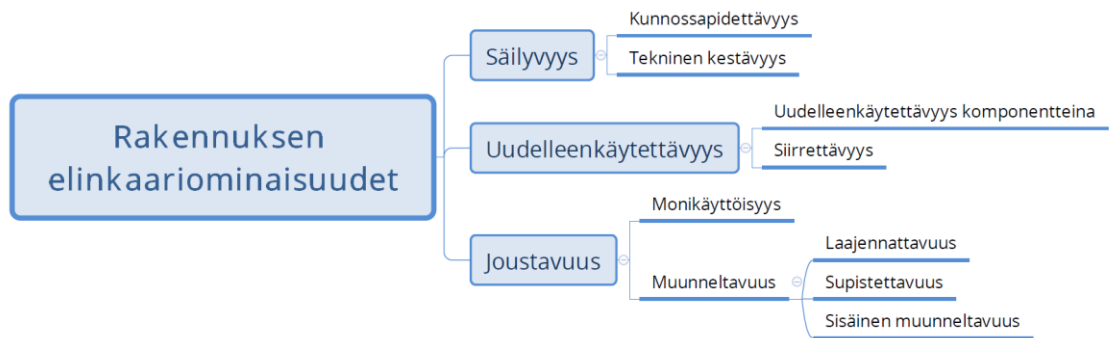 Rakennuksen
elinkaariominaisuudet
Säilyvyys
Kunnossapidettävyys
Tekninen kestävyys
Uudelleenkäytettävyys
Uudelleenkäytettävyys komponentteina
Siirrettävyys
Joustavuus
Monikäyttöisyys
Muunneltavuus
Laajennattavuus
Supistettavuus
Sisäinen muunneltavuus